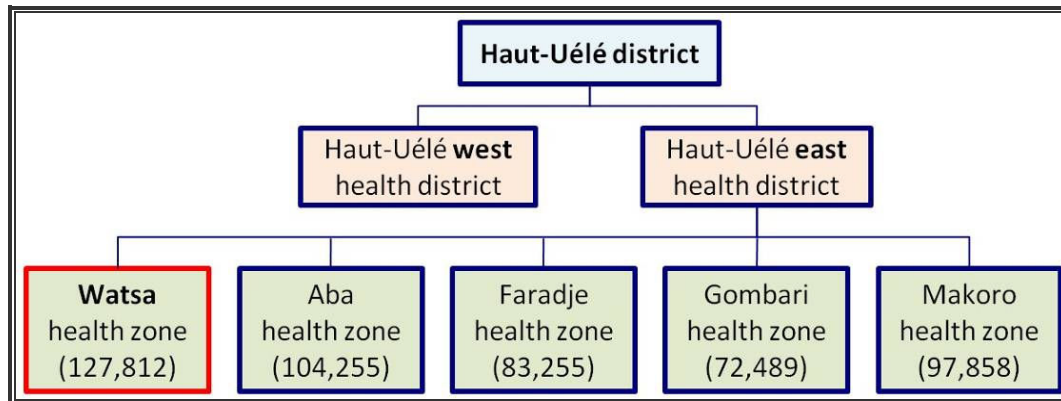 Haut-Uélé district
Haut-Uélé west
health district
Haut-Uélé east
health district
Watsa
health zone
(127,812)
Aba
health zone
(104,255)
Faradje
health zone
(83,255)
Gombari
health zone
(72,489)
Makoro
health zone
(97,858)